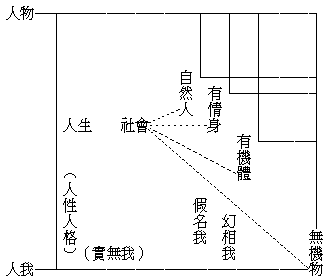 人物
自然人
有情身
人生
社會
有機體
（人性人格）
假名我
幻相我
無機物
（實無我）
人我